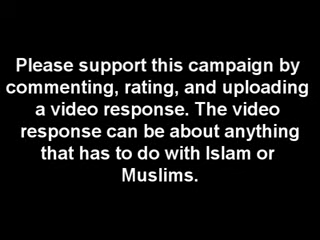 Please support this campaign by
commenting, rating, and uploading
a video response. The video
response can be about anything
that has to do with Islam or
Muslims.